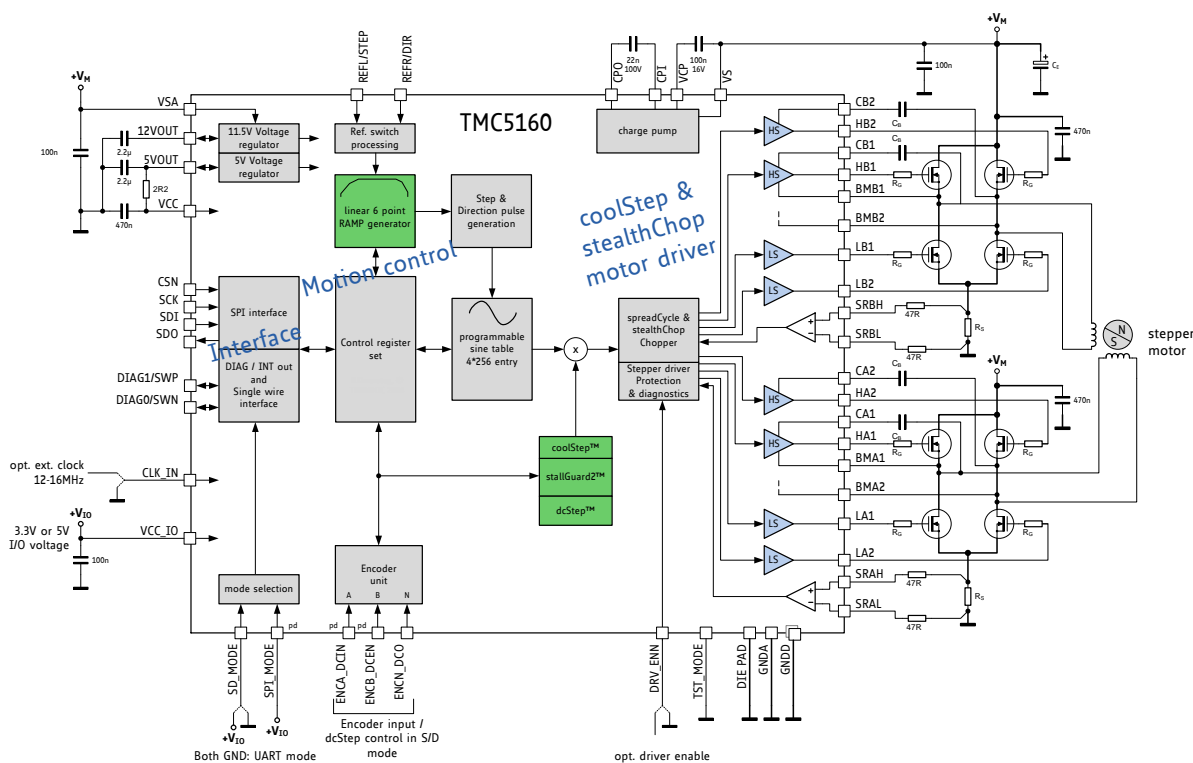 +VM
+VM
VSA
12VOUT
5VOUT
VCC
100n
2.2µ
2.2µ
2R2
470n
11.5V Voltage
regulator
5V Voltage
regulator
REFL/STEP
REFR/DIR
Ref. switch
processing
TMC5160
22n
100V
100n
16V
CPO
CPI
VCP
VS
charge pump
100n
CE
linear 6 point
RAMP generator
Step &
Direction pulse
generation
coolStep &
stealthChop
motor driver
Motion control
Interface
CSN
SCK
SDI
SDO
DIAG1/SWP
DIAG0/SWN
SPI interface
DIAG / INT out
and
Single wire
interface
Control register
set
programmable
sine table
4*256 entry
x
spreadCycle &
stealthChop
Chopper
Stepper driver
Protection
& diagnostics
coolStep™
stallGuard2™
dcStep™
HS
HS
LS
LS
HS
HS
LS
LS
CB2
HB2
CB1
HB1
BMB1
BMB2
LB1
LB2
SRBH
SRBL
CB
CB
470n
RG
RG
RG
RG
47R
47R
RS
+
−
N
S
stepper
motor
+VM
CA2
HA2
CA1
HA1
BMA1
BMA2
LA1
LA2
SRAH
SRAL
CB
CB
470n
RG
RG
RG
RG
47R
47R
RS
+
−
opt. ext. clock
12-16MHz
CLK_IN
+VIO
3.3V or 5V
I/O voltage
VCC_IO
100n
mode selection
Encoder
unit
A B N
pd
pd
pd
SD_MODE
SPI_MODE
ENCA_DCIN
ENCB_DCEN
ENCN_DCO
DRV_ENN
TST_MODE
DIE PAD
GNDA
GNDD
+VIO
+VIO
Both GND: UART mode
Encoder input /
dcStep control in S/D
mode
opt. driver enable